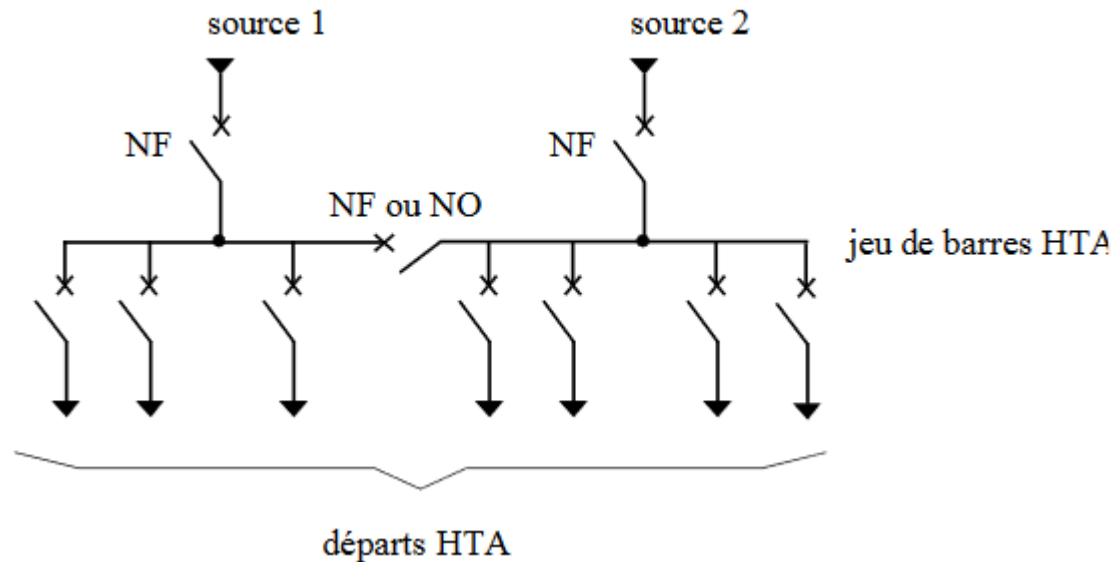 source 1
source 2
NF
NF
NF ou NO
jeu de barres HTA
départs HTA